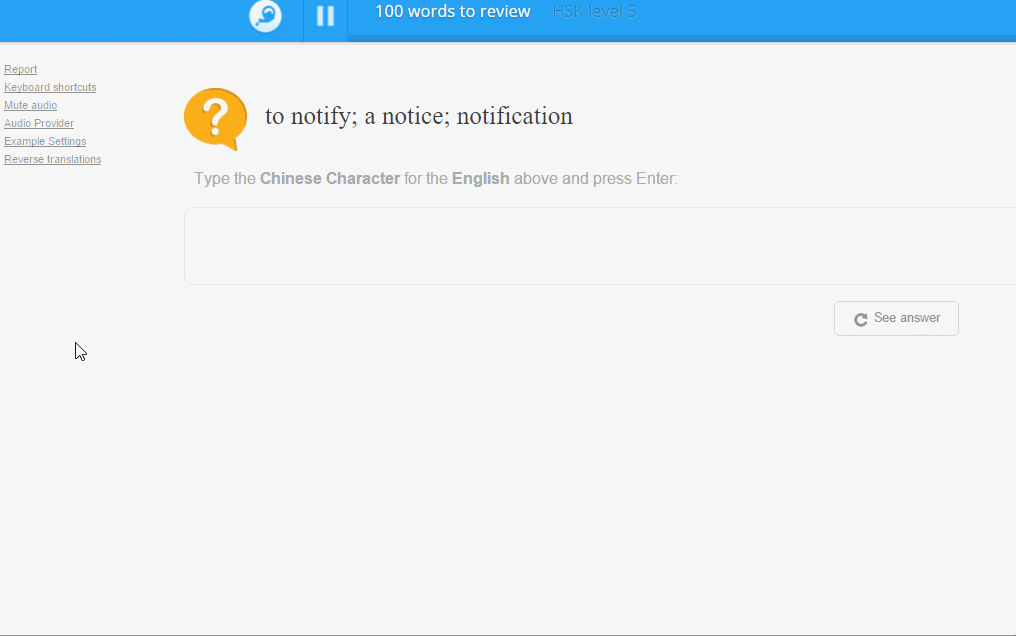 100 words to review HSK level 5
Report
Keyboard shortcuts
Mute audio
Audio Provider
Example Settings
Reverse translations
to notify; a notice; notification
Type the Chinese Character for the English above and press Enter:
See answer